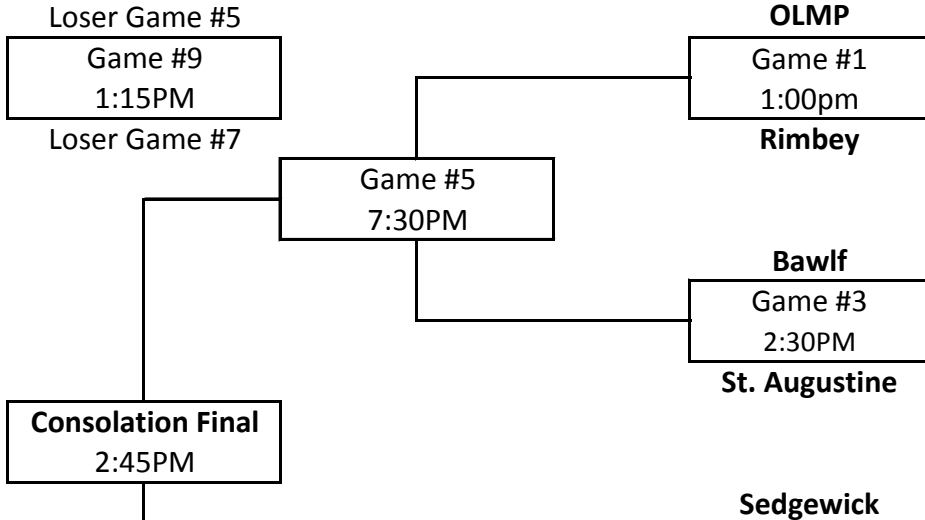 Loser Game #5
Game #9
1:15PM
Loser Game #7
OLMP
Game #1
1:00pm
Rimbey
Game #5
7:30PM
Bawlf
Game #3
2:30PM
St. Augustine
Consolation Final
2:45PM
Sedgewick